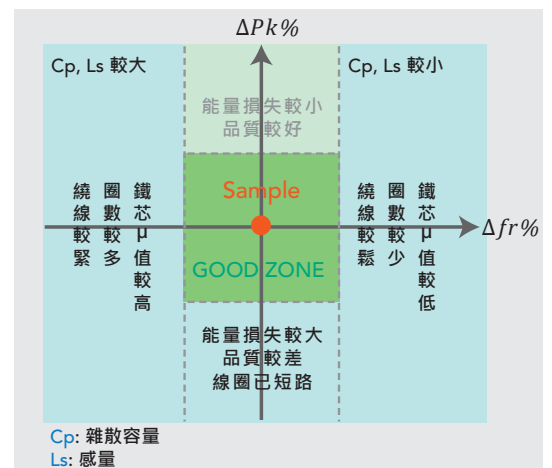 ΔPk%
Cp, Ls 較大
Cp, Ls 較小
能量損失較小
品質較好
Sample
繞線較緊
圈數較多
鐵芯μ值較高
繞線較鬆
圈數較少
鐵芯μ值較低
Δfr%
GOOD ZONE
能量損失較大
品質較差
線圈已短路
Cp: 雜散容量
Ls: 感量